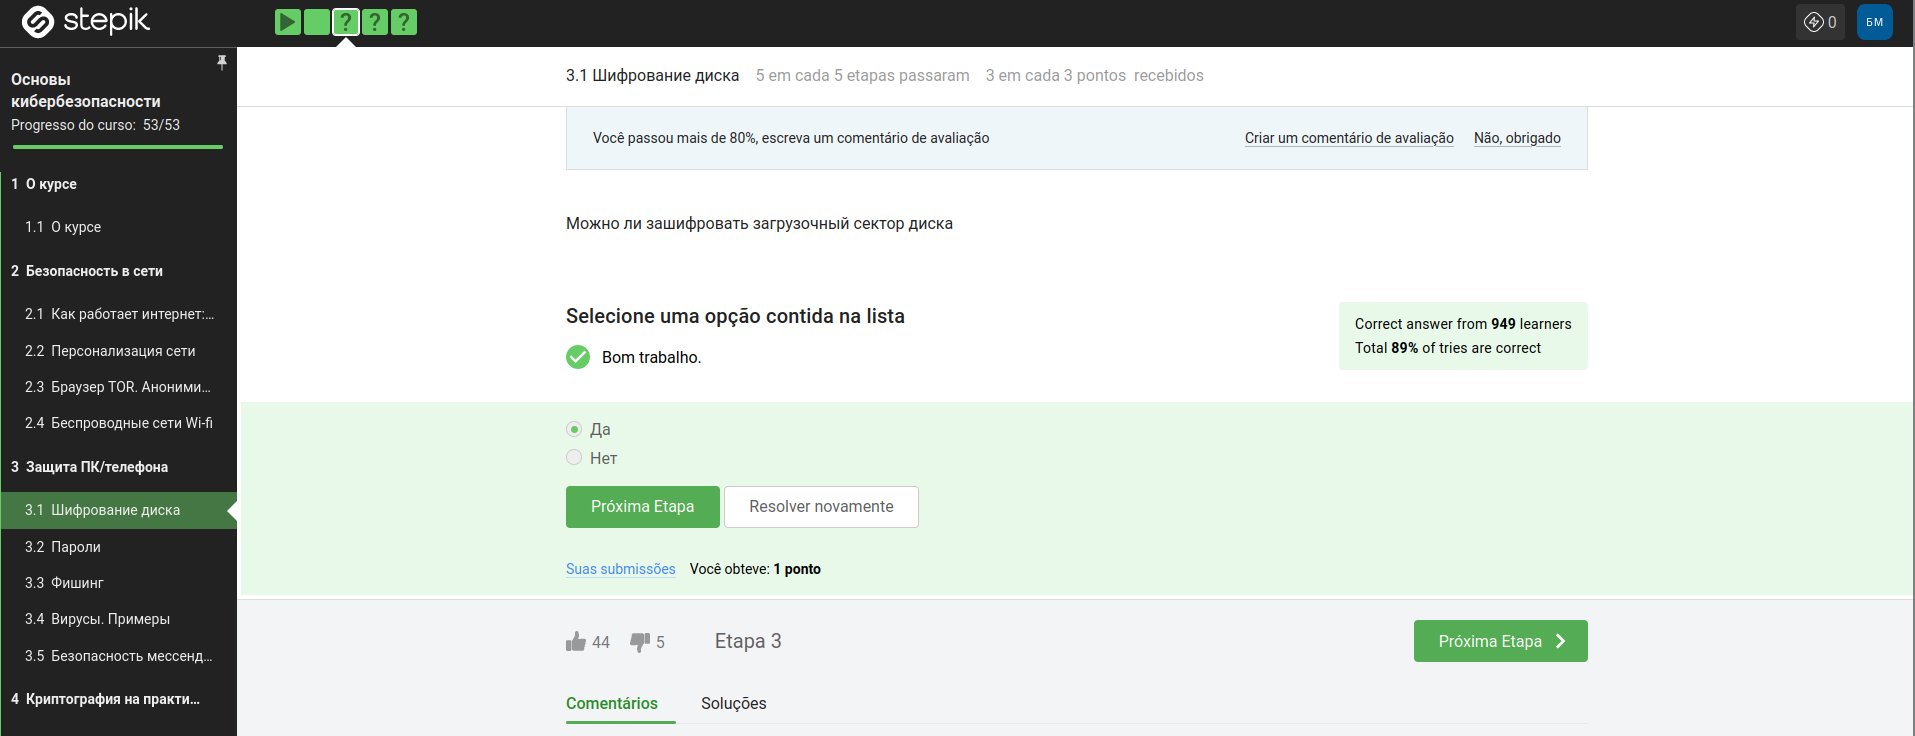 stepik
? ? ?
0
БМ
Основы
кибербезопасности
Progresso do curso: 53/53
1 О курсе
1.1 О курсе
2 Безопасность в сети
2.1 Как работает интернет:...
2.2 Персонализация сети
2.3 Браузер TOR. Аноними...
2.4 Беспроводные сети Wi-fi
3 Защита ПК/телефона
3.1 Шифрование диска
3.2 Пароли
3.3 Фишинг
3.4 Вирусы. Примеры
3.5 Безопасность мессенд...
4 Криптография на практи...
3.1 Шифрование диска 5 em cada 5 etapas passaram 3 em cada 3 pontos recebidos
Você passou mais de 80%, escreva um comentário de avaliação Criar um comentário de avaliação Não, obrigado
Можно ли зашифровать загрузочный сектор диска
Selecione uma opção contida na lista
Bom trabalho.
Correct answer from 949 learners
Total 89% of tries are correct
Да
Нет
Próxima Etapa Resolver novamente
Suas submissões Você obteve: 1 ponto
44 5 Etapa 3 Próxima Etapa
Comentários Soluções